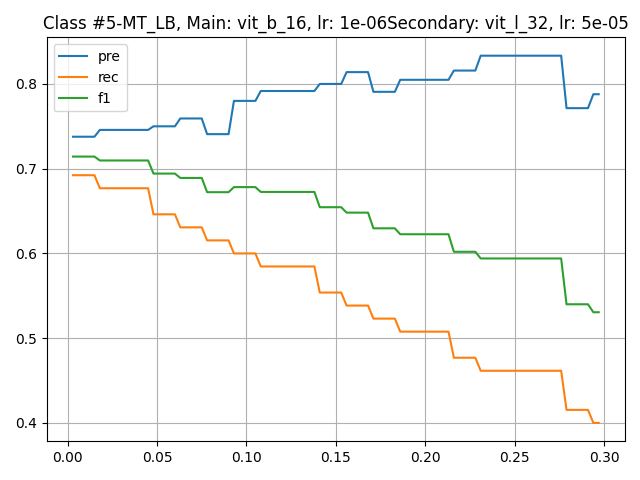 Class #5-MT_LB, Main: vit_b_16, lr: 1e-06Secondary: vit_l_32, lr: 5e-05
pre
rec
f1
0.8
0.7
0.6
0.5
0.4
0.00 0.05 0.10 0.15 0.20 0.25 0.30